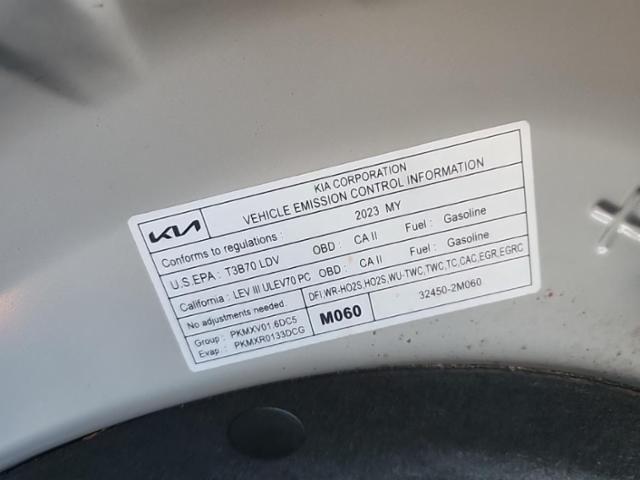 KIA CORPORATION
KIA VEHICLE EMISSION CONTROL INFORMATION
Conforms to regulations : 2023 MY
U.S.EPA : T3B70 LDV OBD : CA II Fuel : Gasoline
California : LEV III ULEV70 PC OBD : CA II Fuel : Gasoline
No adjustments needed. DFI,WR-HO2S,HO2S,WU-TWC,TWC,TC,CAC,EGR,EGRC
Group : PKMXV01.6DC5 M060 32450-2M060
Evap : PKMXR0133DCG